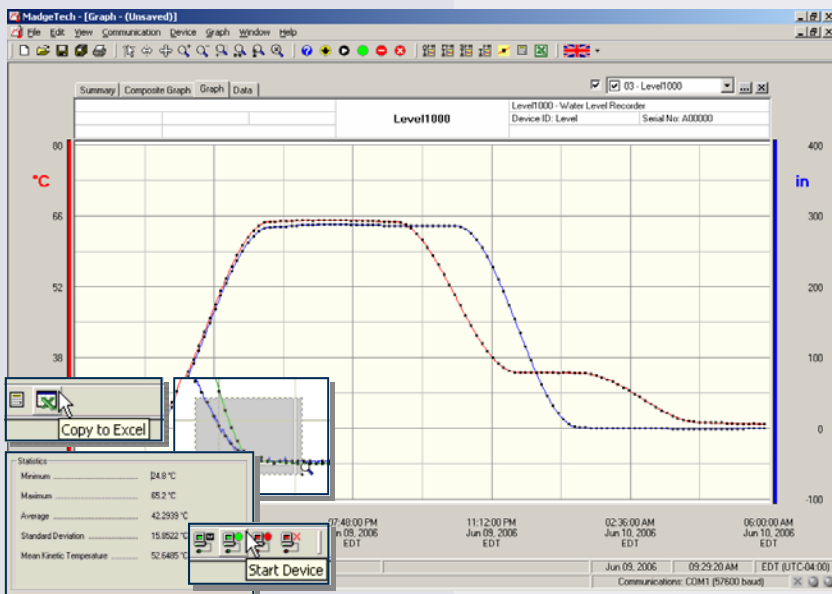 MadgeTech - [Graph - (Unsaved)]
File Edit View Communication Device Graph Window Help
Summary Composite Graph Graph Data
03 - Level1000
Level1000
Level1000 - Water Level Recorder
Device ID: Level Serial No: A00000
80
°C
66
52
38
400
in
300
200
100
0
-100
Copy to Excel
Statistics
Minimum 24.8 °C
Maximum 65.2 °C
Average 42.2939 °C
Standard Deviation 15.8522 °C
Mean Kinetic Temperature 52.6485 °C
Start Device
07:48:00 PM
Jun 09, 2006
EDT
11:12:00 PM
Jun 09, 2006
EDT
02:36:00 AM
Jun 10, 2006
EDT
06:00:00 AM
Jun 10, 2006
EDT
Jun 09, 2006 09:29:20 AM EDT (UTC-04:00)
Communications: COM1 (57600 baud)